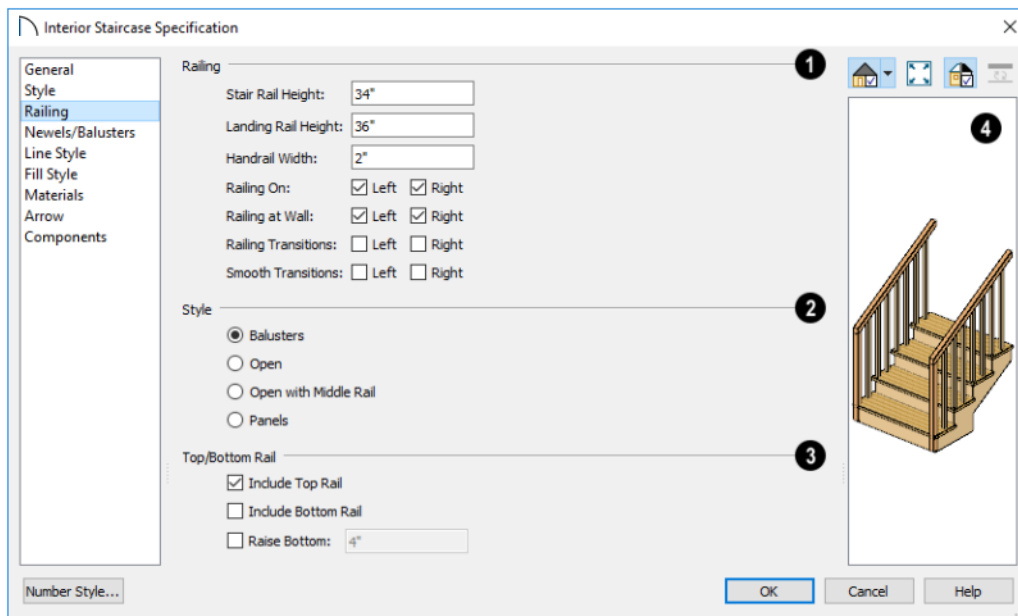 Interior Staircase Specification
General
Style
Railing
Newels/Balusters
Line Style
Fill Style
Materials
Arrow
Components
Railing
1
Stair Rail Height: 34"
Landing Rail Height: 36"
Handrail Width: 2"
Railing On: Left Right
Railing at Wall: Left Right
Railing Transitions: Left Right
Smooth Transitions: Left Right
Style
2
Balusters
Open
Open with Middle Rail
Panels
Top/Bottom Rail
3
Include Top Rail
Include Bottom Rail
Raise Bottom: 4"
4
Number Style...
OK
Cancel
Help